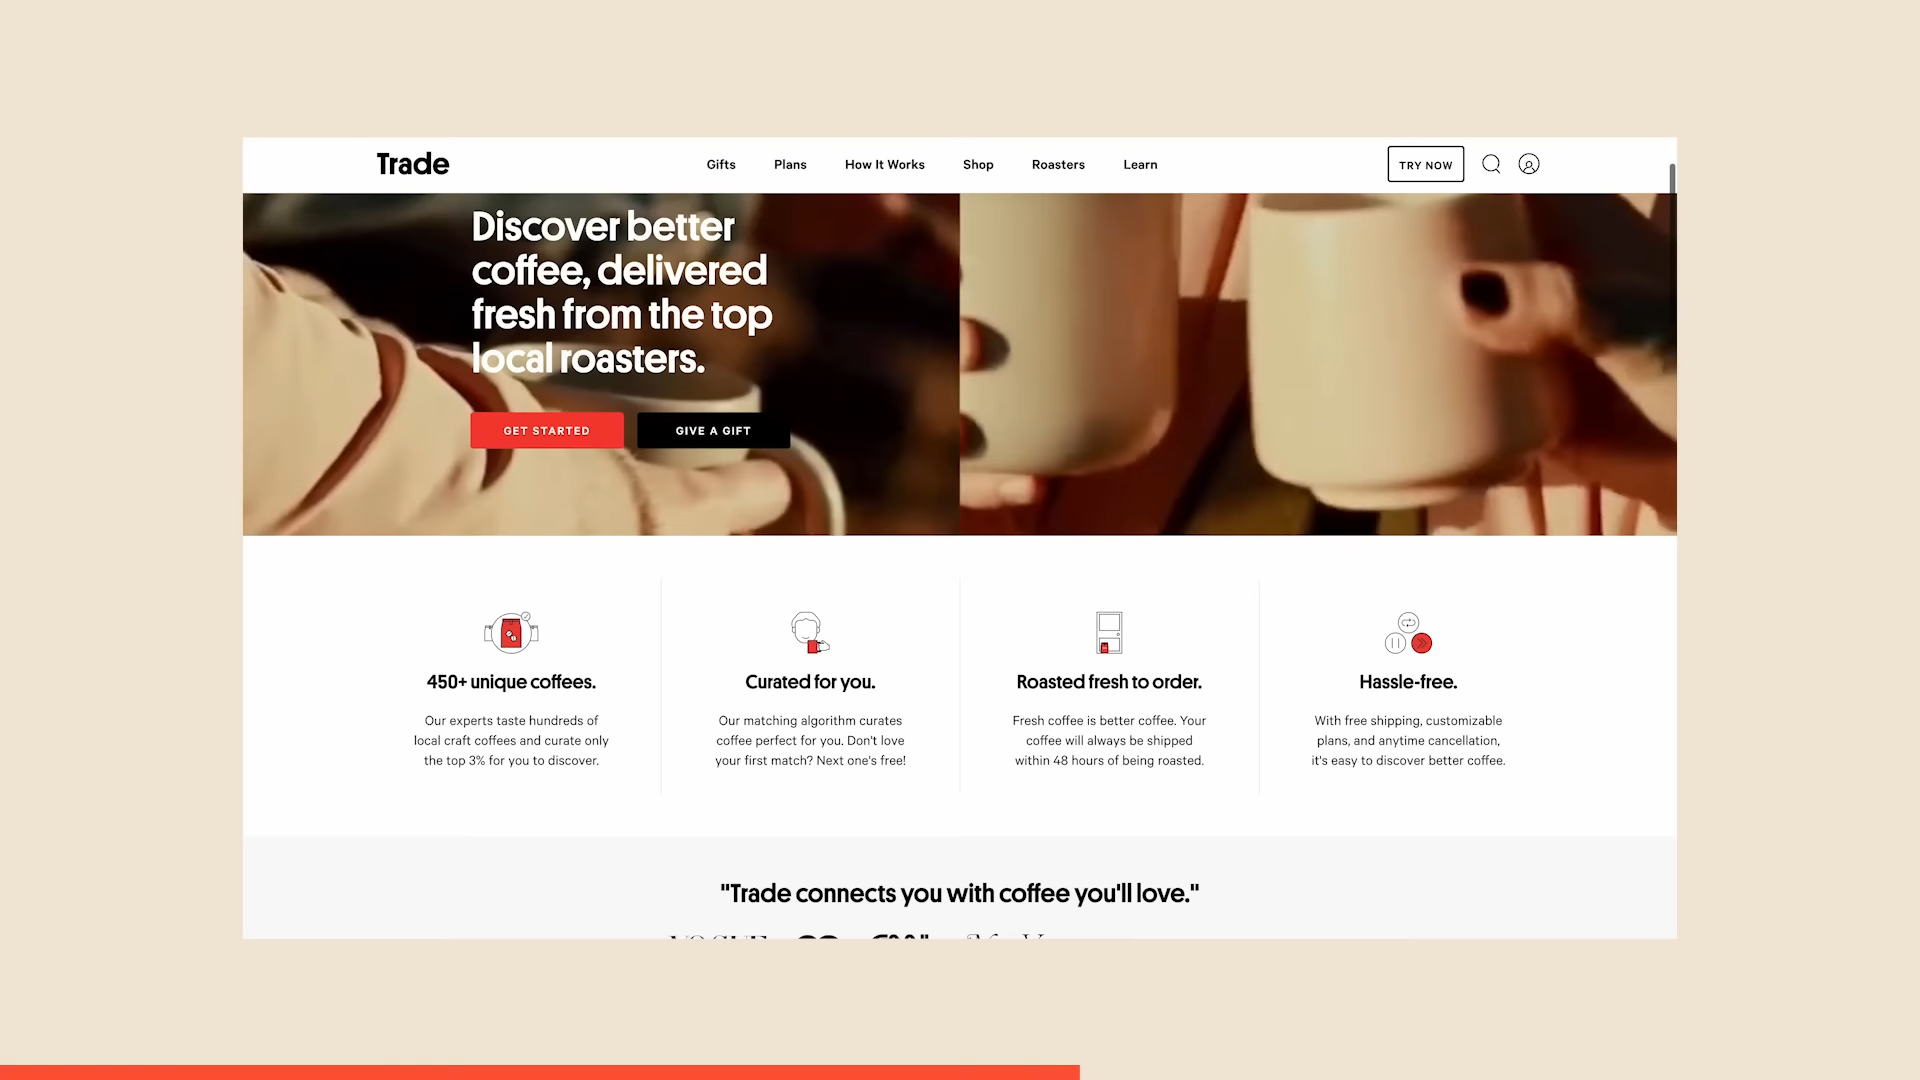 Trade
Gifts
Plans
How It Works
Shop
Roasters
Learn
TRY NOW
Discover better
coffee, delivered
fresh from the top
local roasters.
GET STARTED
GIVE A GIFT
450+ unique coffees.
Our experts taste hundreds of
local craft coffees and curate only
the top 3% for you to discover.
Curated for you.
Our matching algorithm curates
coffee perfect for you. Don't love
your first match? Next one's free!
Roasted fresh to order.
Fresh coffee is better coffee. Your
coffee will always be shipped
within 48 hours of being roasted.
Hassle-free.
With free shipping, customizable
plans, and anytime cancellation,
it's easy to discover better coffee.
"Trade connects you with coffee you'll love."